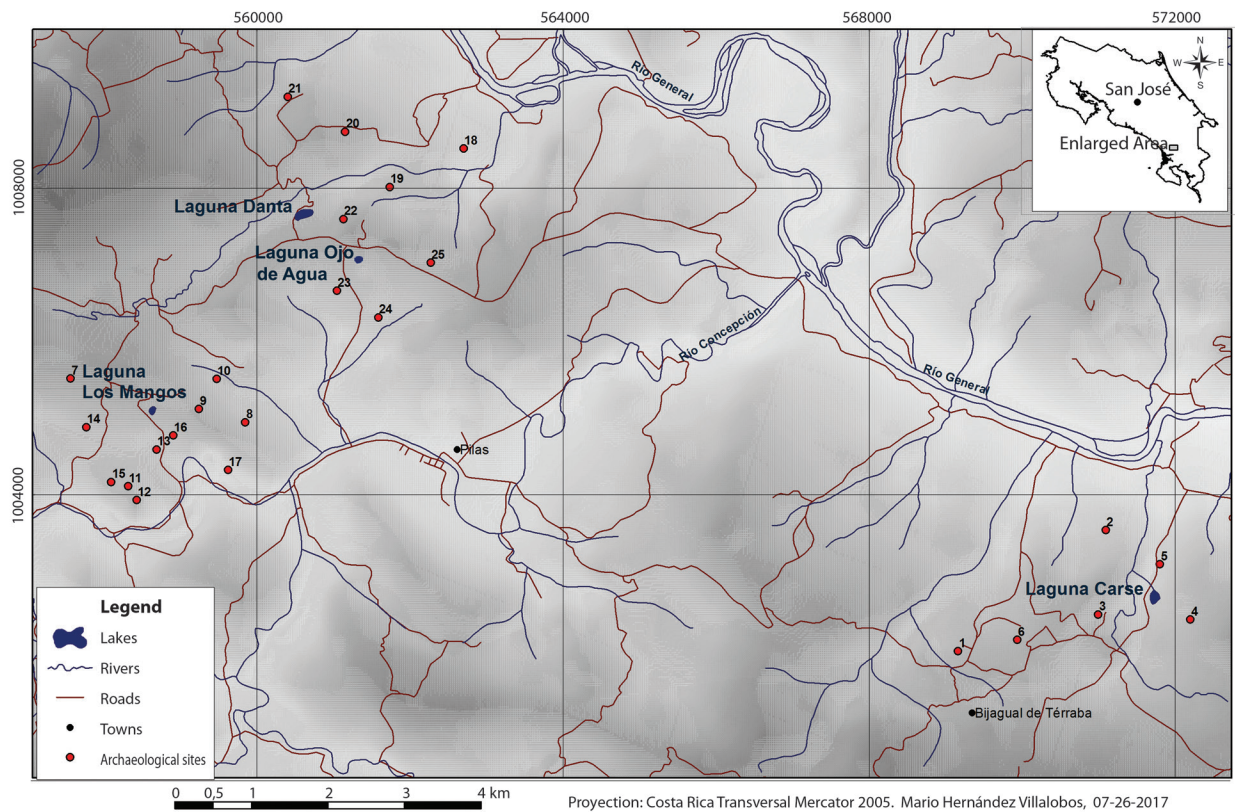 560000
564000
568000
572000
N
W E
S
San José
Enlarged Area
21
20
18
Río General
19
1008000
Laguna Danta
22
Laguna Ojo
de Agua
25
23
24
Río Concepción
7
Laguna
Los Mangos
10
Río General
9
8
14
16
13
Pilas
17
15
11
12
1004000
2
5
Laguna Carse
3
4
6
1
Bijagual de Térraba
Legend
Lakes
Rivers
Roads
Towns
Archaeological sites
0 0,5 1 2 3 4 km
Proyection: Costa Rica Transversal Mercator 2005. Mario Hernández Villalobos, 07-26-2017